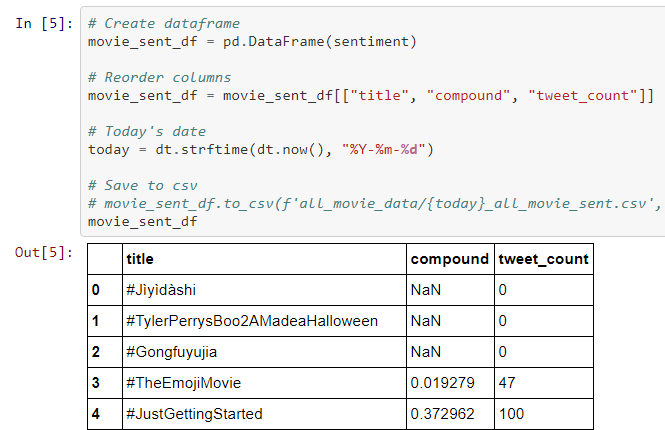 In [5]: # Create dataframe
movie_sent_df = pd.DataFrame(sentiment)
# Reorder columns
movie_sent_df = movie_sent_df[["title", "compound", "tweet_count"]]
# Today's date
today = dt.strftime(dt.now(), "%Y-%m-%d")
# Save to csv
# movie_sent_df.to_csv(f'all_movie_data/{today}_all_movie_sent.csv',
movie_sent_df
Out[5]:
title compound tweet_count
0 #Jìyìdàshi NaN 0
1 #TylerPerrysBoo2AMadeaHalloween NaN 0
2 #Gongfuyujia NaN 0
3 #TheEmojiMovie 0.019279 47
4 #JustGettingStarted 0.372962 100